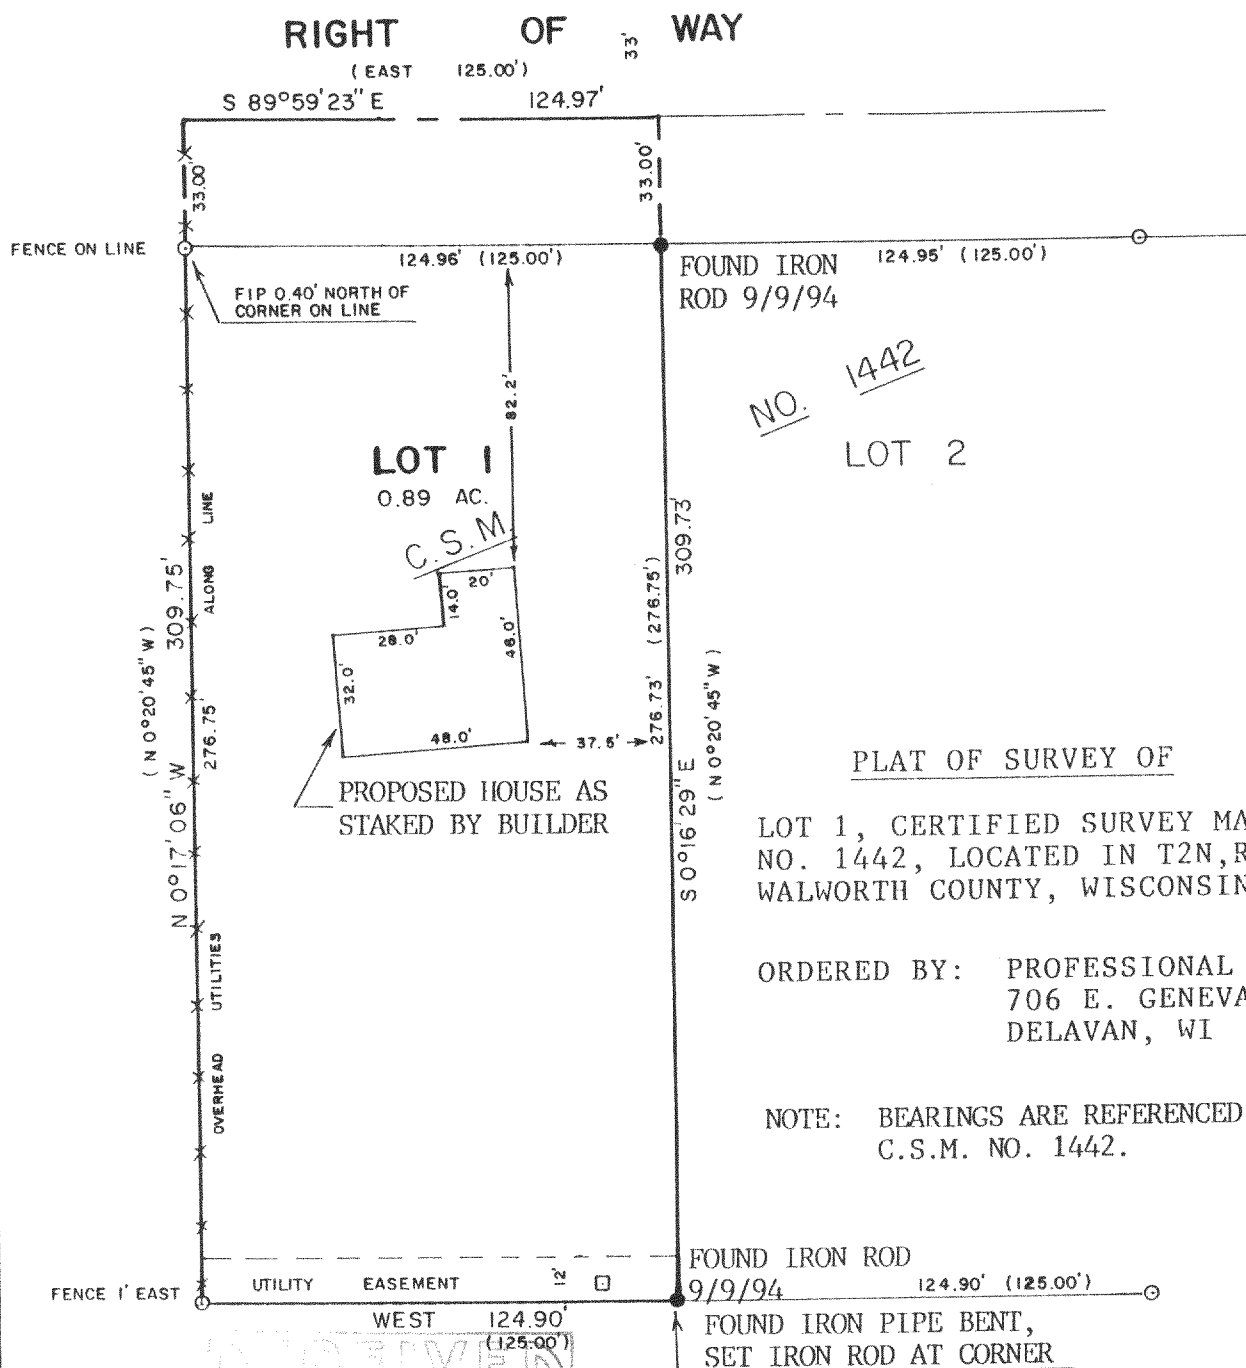 RIGHT OF WAY
33'
(EAST 125.00')
S 89°59'23" E 124.97'
33.00'
33.00'
FENCE ON LINE
124.96' (125.00')
124.95' (125.00')
FOUND IRON
ROD 9/9/94
FIP 0.40' NORTH OF
CORNER ON LINE
82.2'
NO. 1442
LOT 2
LOT 1
0.89 AC.
C.S.M
20'
14.0'
28.0'
46.0'
32.0'
48.0'
37.5'
PROPOSED HOUSE AS
STAKED BY BUILDER
ALONG LINE
309.75'
(N 0°20'45" W)
276.75'
N 0°17'06" W
309.73'
276.73' (276.75')
(N 0°20'45" W)
S 0°16'29" E
PLAT OF SURVEY OF
LOT 1, CERTIFIED SURVEY MA
NO. 1442, LOCATED IN T2N,R
WALWORTH COUNTY, WISCONSIN
ORDERED BY: PROFESSIONAL
706 E. GENEVA
DELAVAN, WI
NOTE: BEARINGS ARE REFERENCED
C.S.M. NO. 1442.
OVERHEAD UTILITIES
FENCE 1' EAST
UTILITY EASEMENT 12'
WEST 124.90'
(125.00')
FOUND IRON ROD
9/9/94
124.90' (125.00')
FOUND IRON PIPE BENT,
SET IRON ROD AT CORNER